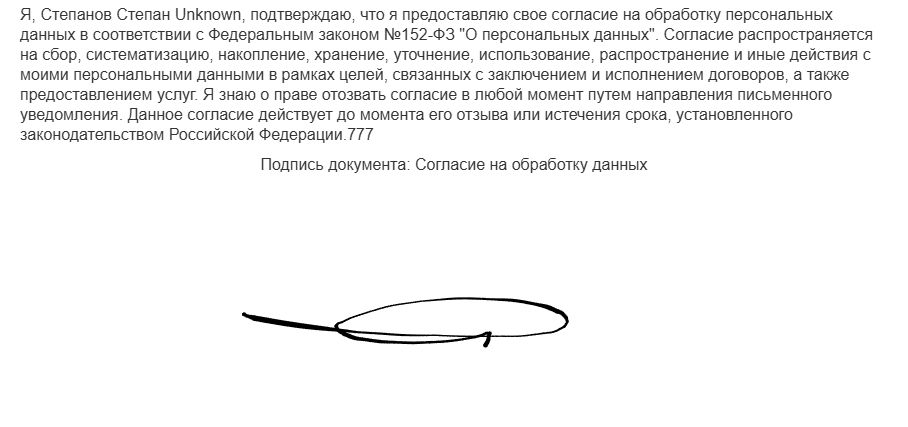 Я, Степанов Степан Unknown, подтверждаю, что я предоставляю свое согласие на обработку персональных
данных в соответствии с Федеральным законом №152-ФЗ "О персональных данных". Согласие распространяется
на сбор, систематизацию, накопление, хранение, уточнение, использование, распространение и иные действия с
моими персональными данными в рамках целей, связанных с заключением и исполнением договоров, а также
предоставлением услуг. Я знаю о праве отозвать согласие в любой момент путем направления письменного
уведомления. Данное согласие действует до момента его отзыва или истечения срока, установленного
законодательством Российской Федерации.777
Подпись документа: Согласие на обработку данных